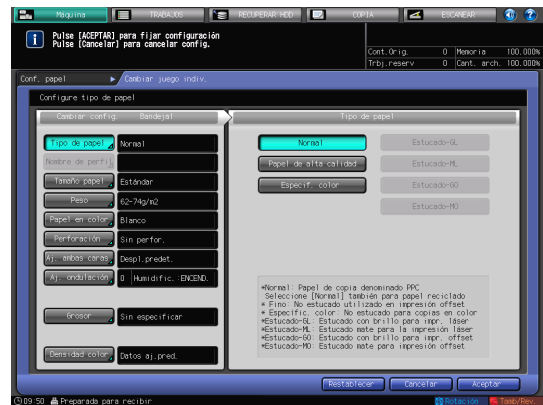 Máquina
TRABAJOS
RECUPERAR HDD
COPIA
ESCANEAR
Pulse [ACEPTAR] para fijar configuración
Pulse [Cancelar] para cancelar config.
Cont.Orig. 0 Memoria 100.000%
Trbj.reserv 0 Cant. arch. 100.000%
Conf. papel
Cambiar juego indiv.
Configure tipo de papel
Cambiar config. Bandeja1
Tipo de papel
Tipo de papel Normal
Nombre de perfil
Tamaño papel Estándar
Peso 62-74g/m2
Papel en color Blanco
Perforación Sin perfor.
Aj. ambas caras Despl.predet.
Aj. ondulación 0 Humidific. :ENCEND.
Grosor Sin especificar
Densidad color Datos aj.pred.
Normal Estucado-GL
Papel de alta calidad Estucado-ML
Especif. color Estucado-GO
Estucado-MO
*Normal: Papel de copia denominado PPC
Seleccione [Normal] también para papel reciclado
* Fino: No estucado utilizado en impresión offset
* Especific. color: No estucado para copias en color
*Estucado-GL: Estucado con brillo para impr. láser
*Estucado-ML: Estucado mate para la impresión láser
*Estucado-GO: Estucado con brillo para impr. offset
*Estucado-MO: Estucado mate para impresión offset
Restablecer Cancelar Aceptar
09:50 Preparada para recibir
Rotación Tamb/Rev.